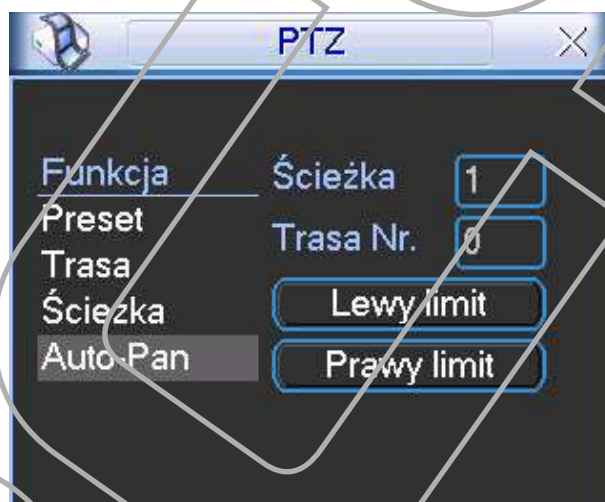 PTZ
Funkcja
Preset
Trasa
Ścieżka
Auto-Pan
Ścieżka 1
Trasa Nr. 0
Lewy limit
Prawy limit